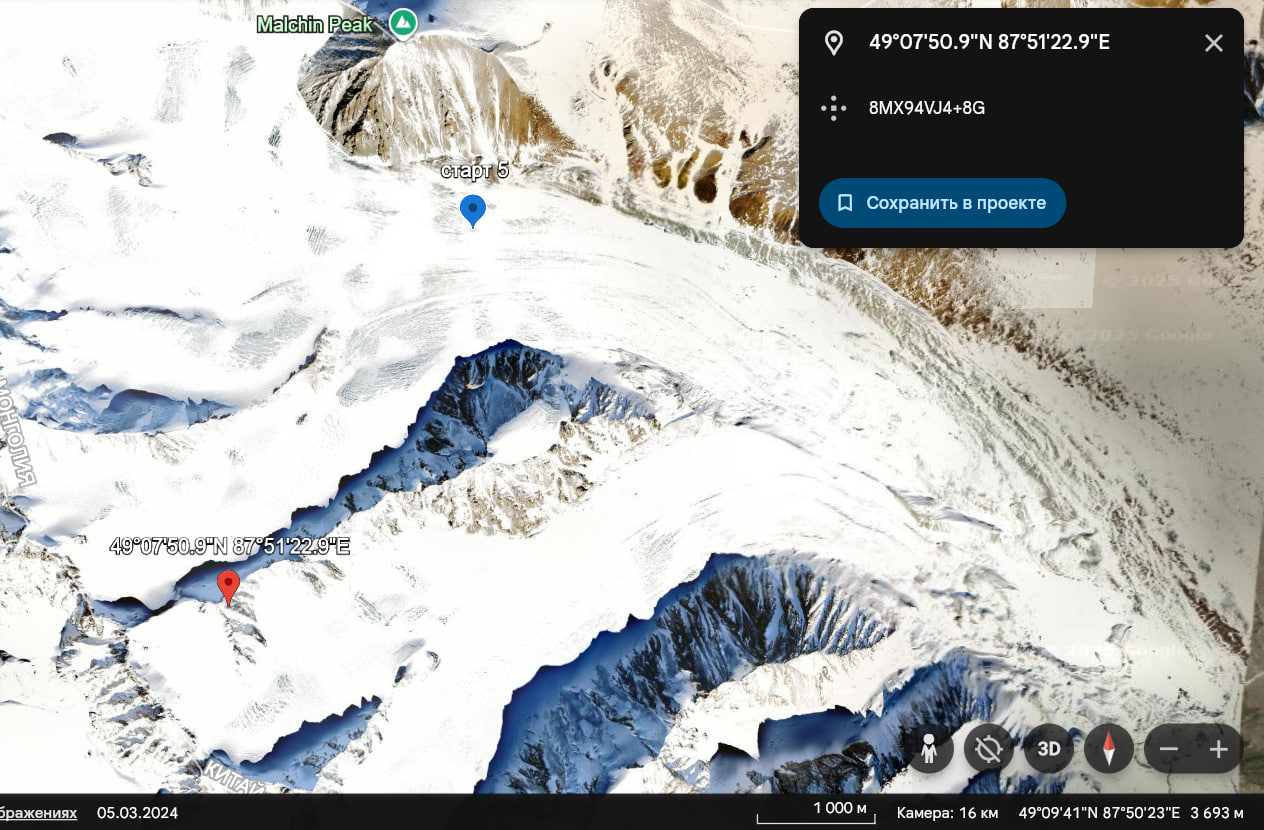 Malchin Peak
49°07'50.9"N 87°51'22.9"E
8MX94VJ4+8G
Сохранить в проекте
старт 5
© 2025 Google
2025 Google
МОНГОЛИЯ
49°07'50.9"N 87°51'22.9"E
2025 Google
КИТАЙ
3D
бражениях 05.03.2024
1 000 м
Камера: 16 км
49°09'41"N 87°50'23"E 3 693 м